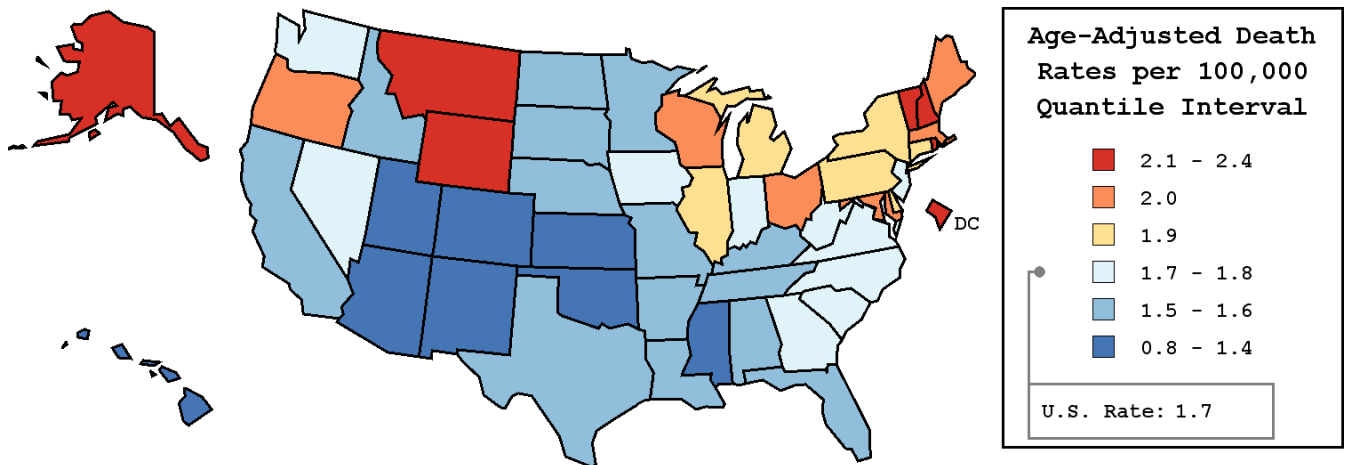 DC
Age-Adjusted Death
Rates per 100,000
Quantile Interval
2.1 - 2.4
2.0
1.9
1.7 - 1.8
1.5 - 1.6
0.8 - 1.4
U.S. Rate: 1.7